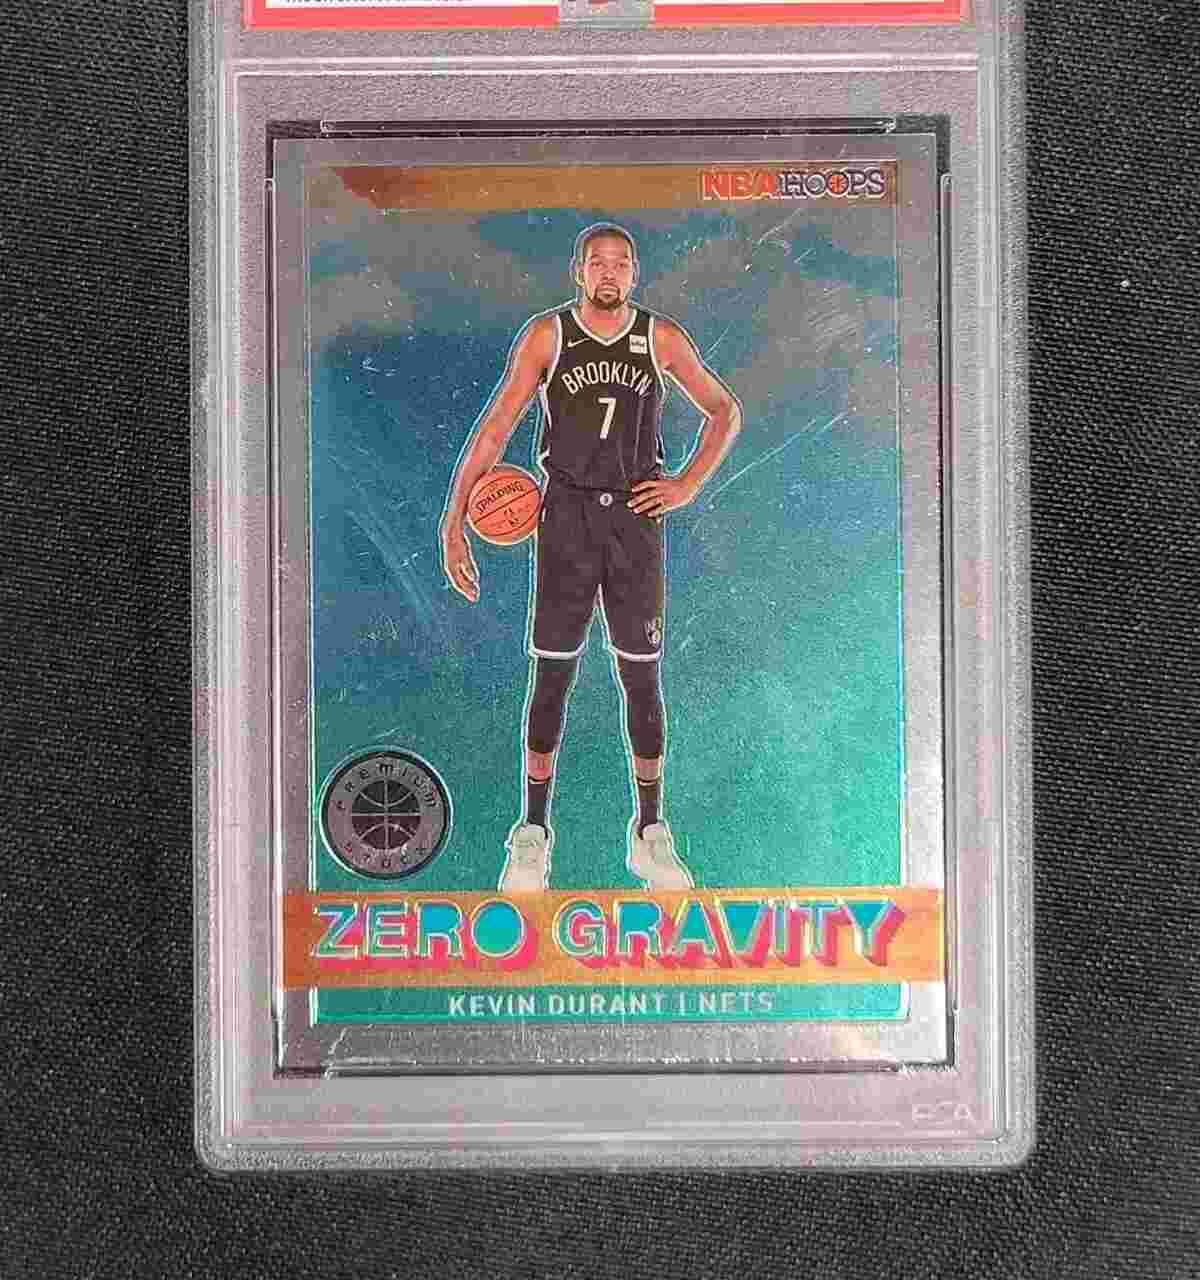 NBA HOOPS
BROOKLYN
7
SPALDING
PREMIUM
STOCK
ZERO GRAVITY
KEVIN DURANT | NETS
PSA